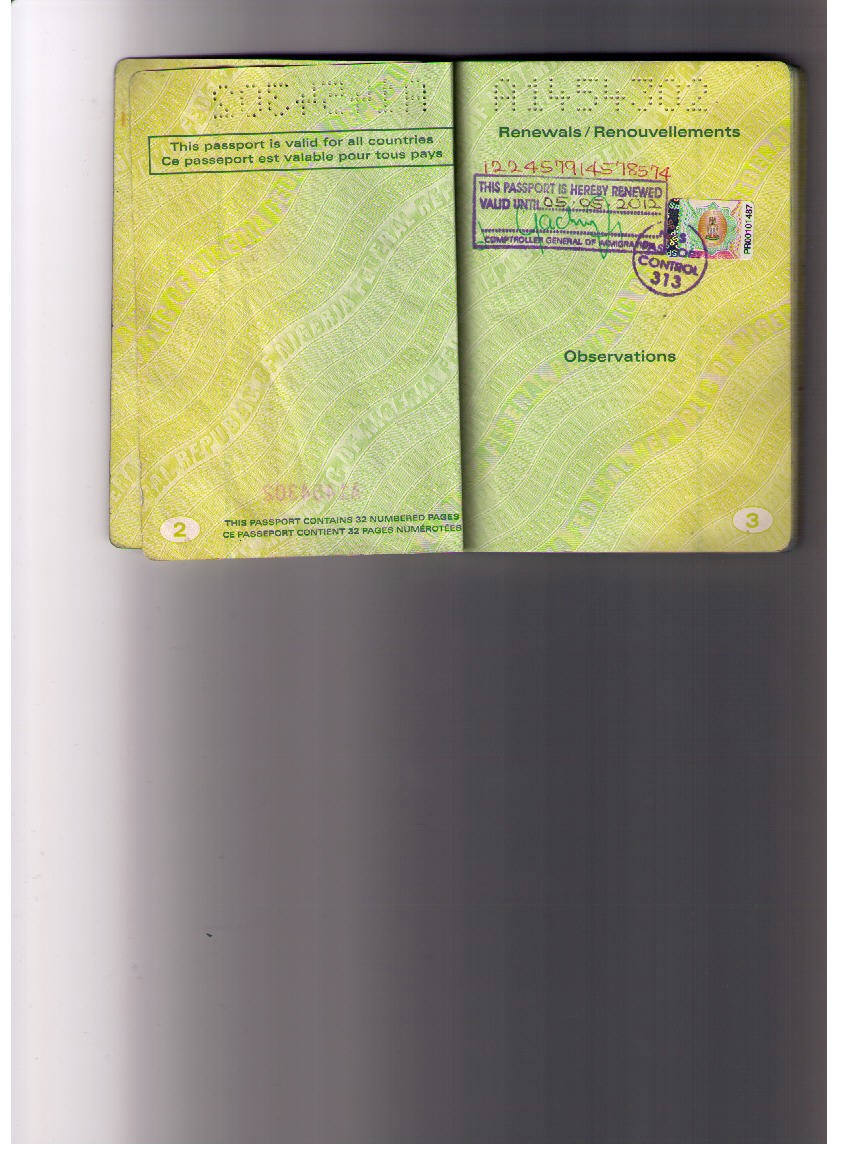 This passport is valid for all countries
Ce passeport est valable pour tous pays
THIS PASSPORT CONTAINS 32 NUMBERED PAGES
CE PASSEPORT CONTIENT 32 PAGES NUMÉROTÉES
2
A1454302
Renewals / Renouvellements
122457914578574
THIS PASSPORT IS HEREBY RENEWED
VALID UNTIL 05.05.2012
COMPTROLLER GENERAL OF IMMIGRATION
CONTROL
313
PR00101487
Observations
3